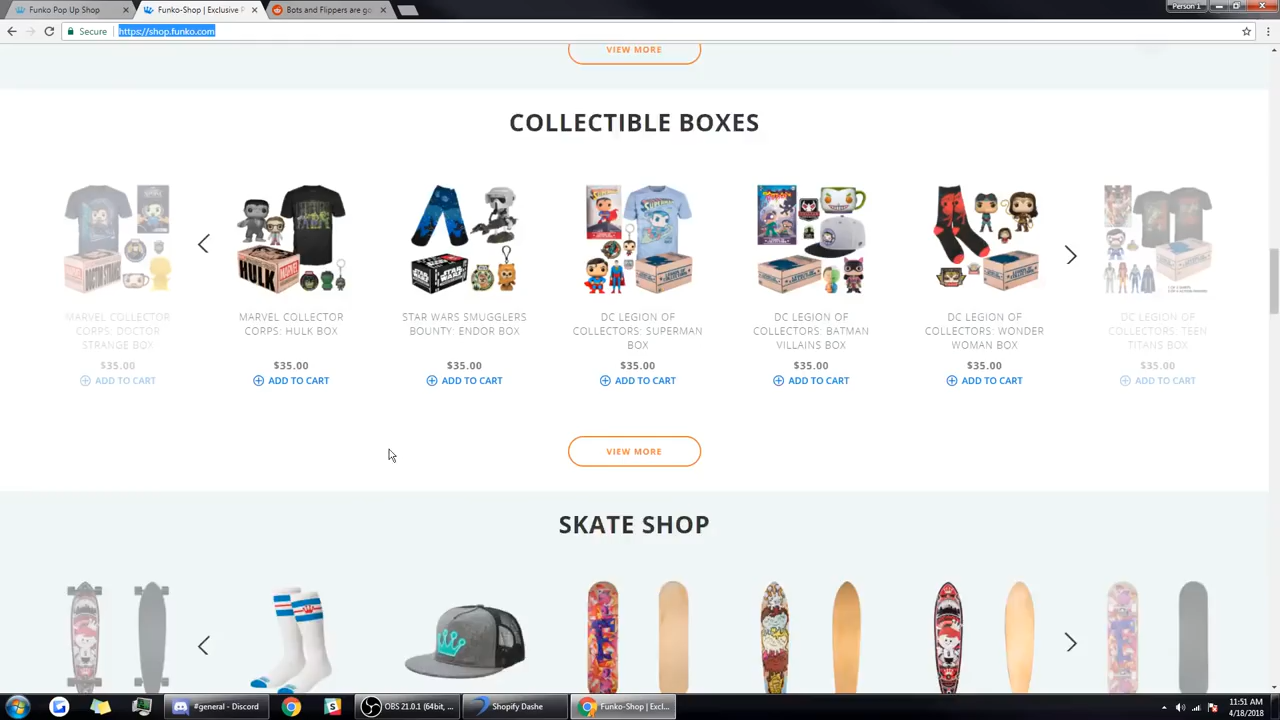 Funko Pop Up Shop
Funko-Shop | Exclusive P
Bots and Flippers are go
Person 1
Secure
https://shop.funko.com
VIEW MORE
COLLECTIBLE BOXES
MARVEL COLLECTOR
CORPS: DOCTOR
STRANGE BOX
$35.00
ADD TO CART
MARVEL COLLECTOR
CORPS: HULK BOX
$35.00
ADD TO CART
STAR WARS SMUGGLERS
BOUNTY: ENDOR BOX
$35.00
ADD TO CART
DC LEGION OF
COLLECTORS: SUPERMAN
BOX
$35.00
ADD TO CART
DC LEGION OF
COLLECTORS: BATMAN
VILLAINS BOX
$35.00
ADD TO CART
DC LEGION OF
COLLECTORS: WONDER
WOMAN BOX
$35.00
ADD TO CART
DC LEGION OF
COLLECTORS: TEEN
TITANS BOX
$35.00
ADD TO CART
VIEW MORE
SKATE SHOP
#general - Discord
OBS 21.0.1 (64bit, ...
Shopify Dashe
Funko-Shop | Excl...
11:51 AM
4/18/2018